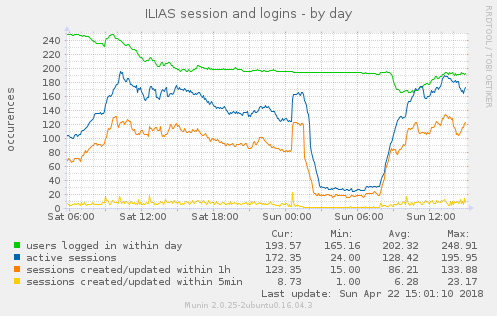 ILIAS session and logins - by day
RRDTOOL / TOBI OETIKER
occurences
240
220
200
180
160
140
120
100
80
60
40
20
0
Sat 06:00 Sat 12:00 Sat 18:00 Sun 00:00 Sun 06:00 Sun 12:00
Cur: Min: Avg: Max:
users logged in within day 193.57 165.16 202.32 248.91
active sessions 172.35 24.00 128.42 195.95
sessions created/updated within 1h 123.35 15.00 86.21 133.88
sessions created/updated within 5min 8.73 1.00 6.28 23.17
Last update: Sun Apr 22 15:01:10 2018
Munin 2.0.25-2ubuntu0.16.04.3